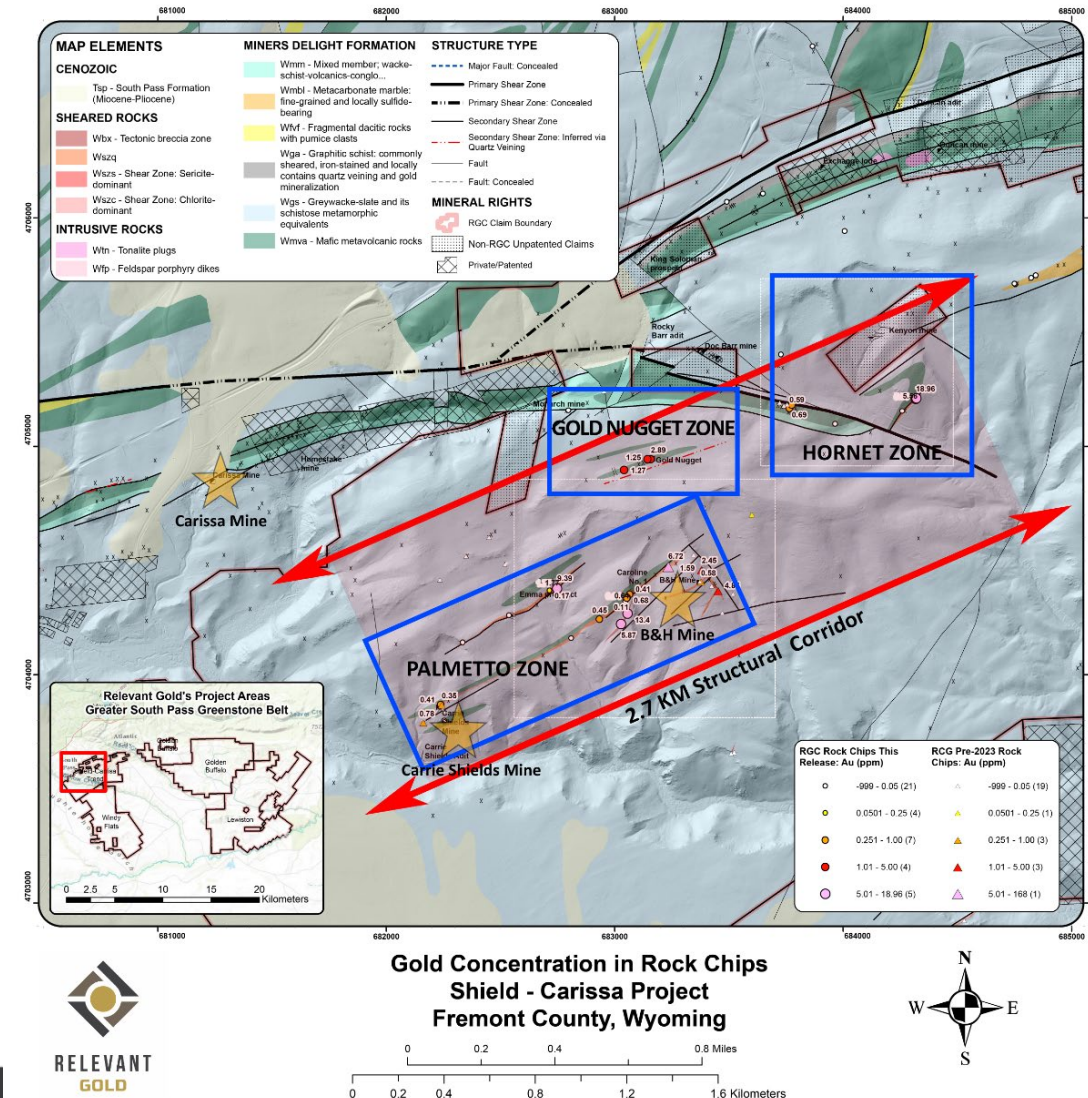 681000
682000
683000
684000
685000
MAP ELEMENTS
CENOZOIC
Tsp - South Pass Formation
(Miocene-Pliocene)
SHEARED ROCKS
Wbx - Tectonic breccia zone
Wszq
Wszs - Shear Zone: Sericite-
dominant
Wszc - Shear Zone: Chlorite-
dominant
INTRUSIVE ROCKS
Wtn - Tonalite plugs
Wfp - Feldspar porphyry dikes
MINERS DELIGHT FORMATION
Wmm - Mixed member; wacke-
schist-volcanics-conglo...
Wmbl - Metacarbonate marble:
fine-grained and locally sulfide-
bearing
Wfvf - Fragmental dacitic rocks
with pumice clasts
Wga - Graphitic schist: commonly
sheared, iron-stained and locally
contains quartz veining and gold
mineralization
Wgs - Greywacke-slate and its
schistose metamorphic
equivalents
Wmva - Mafic metavolcanic rocks
STRUCTURE TYPE
Major Fault: Concealed
Primary Shear Zone
Primary Shear Zone: Concealed
Secondary Shear Zone
Secondary Shear Zone: Inferred via
Quartz Veining
Fault
Fault: Concealed
MINERAL RIGHTS
RGC Claim Boundary
Non-RGC Unpatented Claims
Private/Patented
4706000
4705000
4704000
4703000
Duncan adit
Duncan mine
Exchange lode
King Solomon
prospect
Rocky
Barr adit
Doc Barr mine
Kenyon mine
Monarch mine
Homestake
mine
Carissa Mine
Carissa Mine
GOLD NUGGET ZONE
1.25
2.89
1.27
Gold Nugget
HORNET ZONE
0.59
0.69
18.96
PALMETTO ZONE
9.39
0.17
Caroline
6.72
1.59
2.45
0.58
B&H Mine
0.41
0.68
0.11
0.45
13.4
5.87
B&H Mine
0.41
0.35
0.78
Carrie Shields Mine
2.7 KM Structural Corridor
Relevant Gold's Project Areas
Greater South Pass Greenstone Belt
Golden
Buffalo
Golden
Buffalo
Windy
Flats
Lewiston
0 2.5 5 10 15 20
Kilometers
RGC Rock Chips This
Release: Au (ppm)
-999 - 0.05 (21)
0.0501 - 0.25 (4)
0.251 - 1.00 (7)
1.01 - 5.00 (4)
5.01 - 18.96 (5)
RCG Pre-2023 Rock
Chips: Au (ppm)
-999 - 0.05 (19)
0.0501 - 0.25 (1)
0.251 - 1.00 (3)
1.01 - 5.00 (3)
5.01 - 168 (1)
681000
682000
683000
684000
685000
RELEVANT
GOLD
Gold Concentration in Rock Chips
Shield - Carissa Project
Fremont County, Wyoming
0 0.2 0.4 0.8 Miles
0 0.2 0.4 0.8 1.2 1.6 Kilometers
N
W
E
S